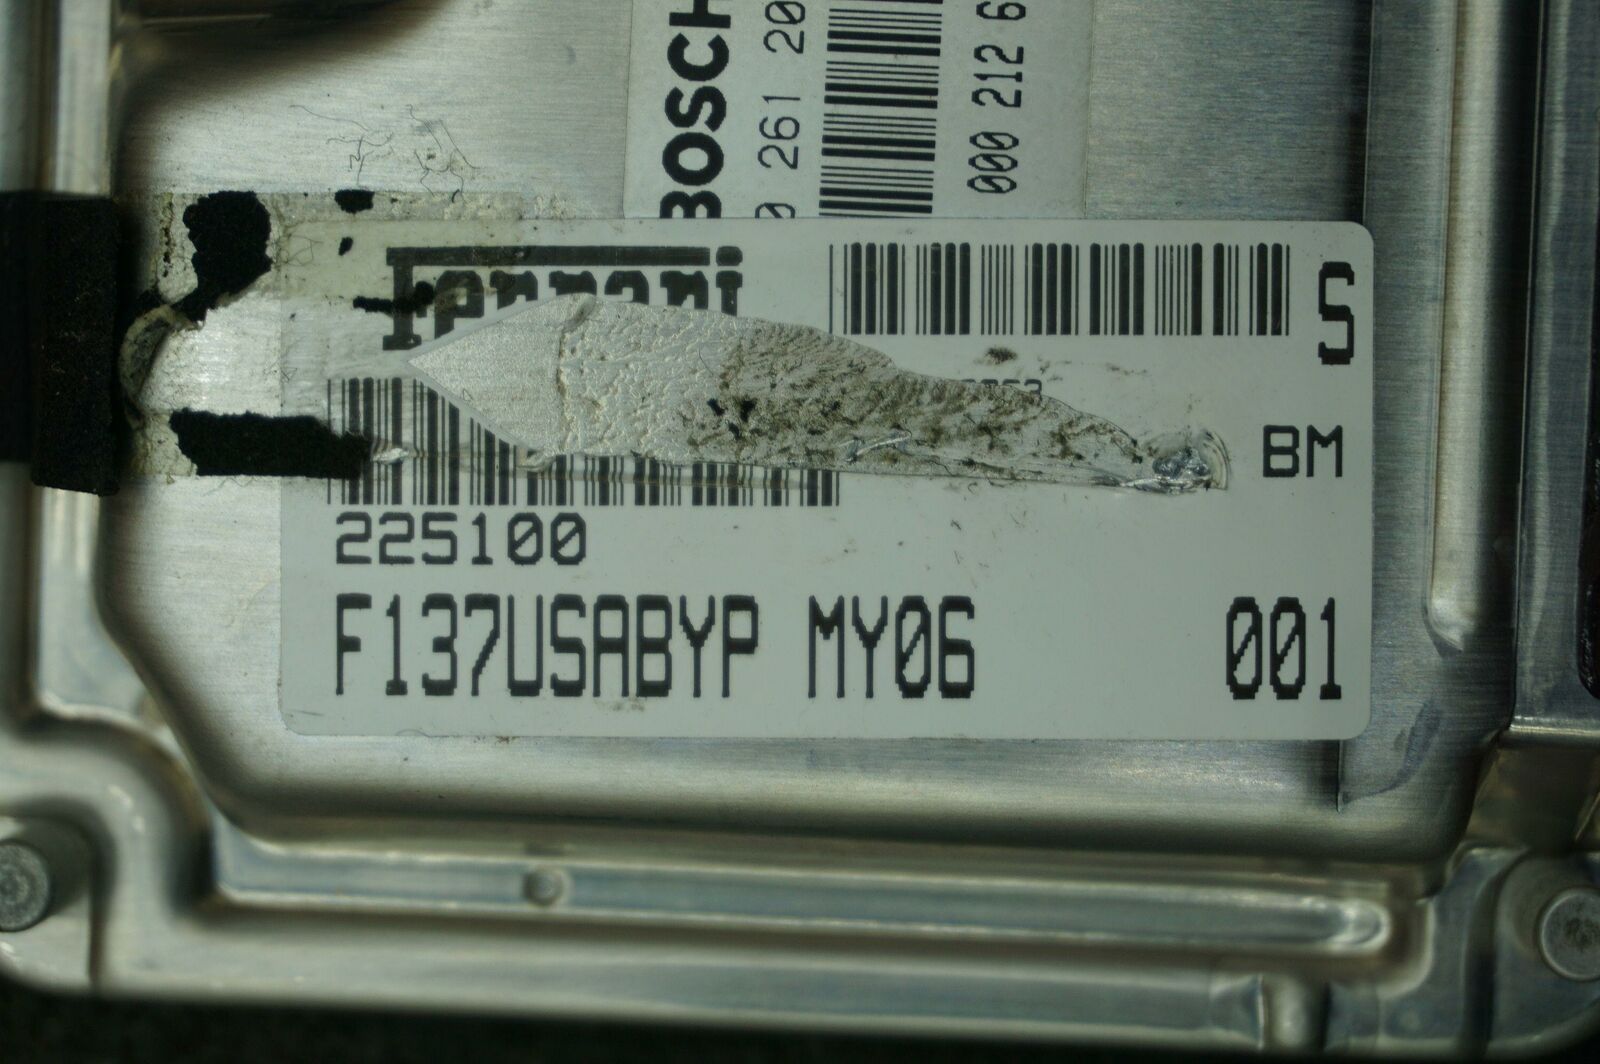 BOSCH
0 261 20
000 212 6
Ferrari
S
BM
225100
F137USABYP MY06 001